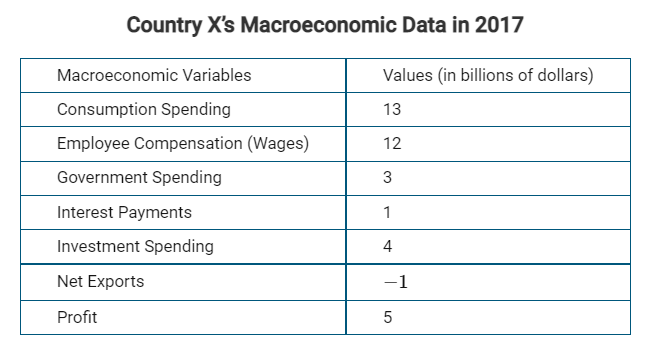 Country X’s Macroeconomic Data in 2017
Macroeconomic Variables Values (in billions of dollars)
Consumption Spending 13
Employee Compensation (Wages) 12
Government Spending 3
Interest Payments 1
Investment Spending 4
Net Exports −1
Profit 5